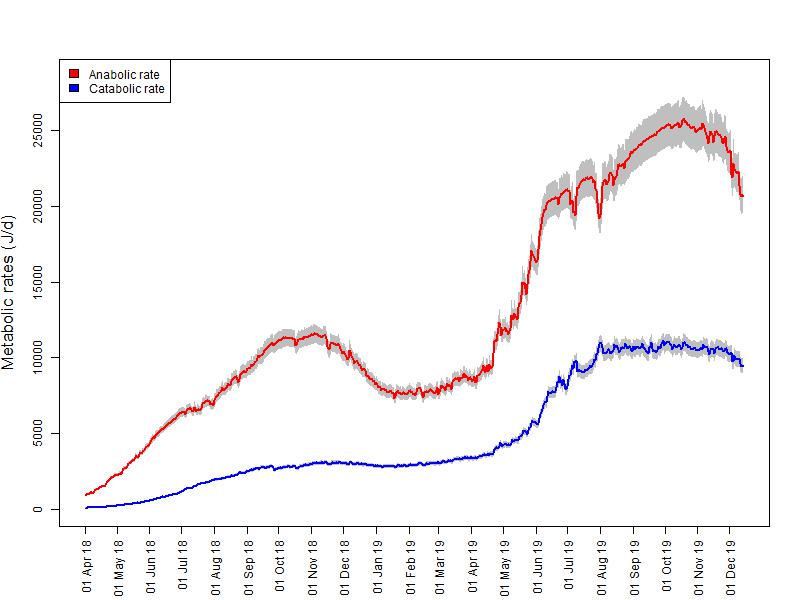 Anabolic rate
Catabolic rate
Metabolic rates (J/d)
25000
20000
15000
10000
5000
0
01 Apr 18
01 May 18
01 Jun 18
01 Jul 18
01 Aug 18
01 Sep 18
01 Oct 18
01 Nov 18
01 Dec 18
01 Jan 19
01 Feb 19
01 Mar 19
01 Apr 19
01 May 19
01 Jun 19
01 Jul 19
01 Aug 19
01 Sep 19
01 Oct 19
01 Nov 19
01 Dec 19